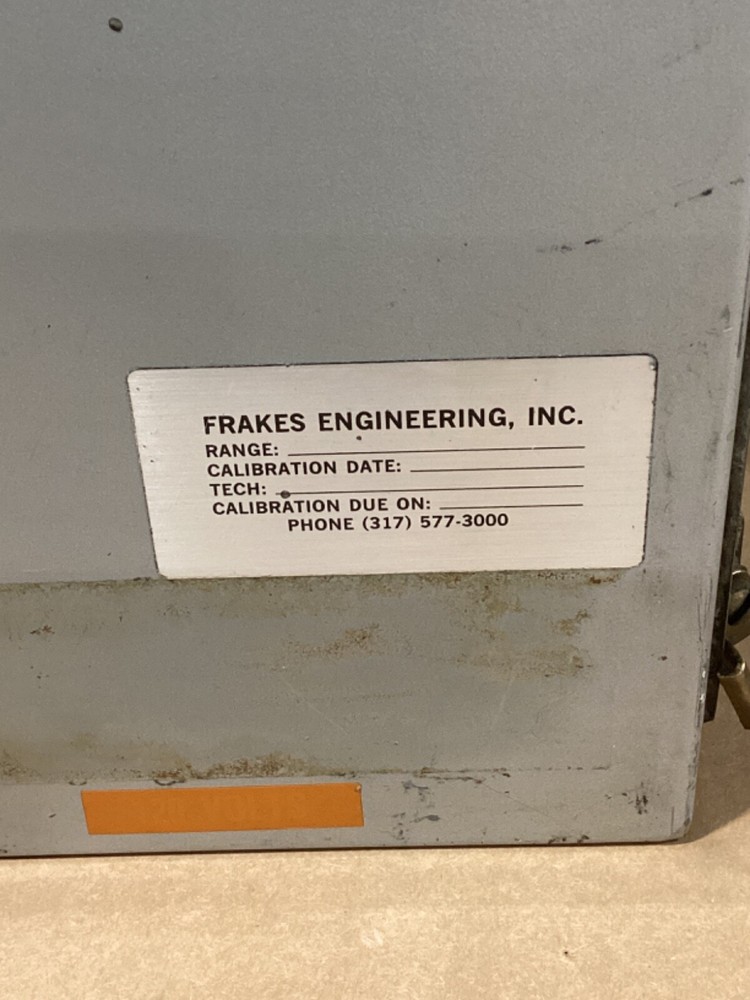 FRAKES ENGINEERING, INC.
RANGE:
CALIBRATION DATE:
TECH:
CALIBRATION DUE ON:
PHONE (317) 577-3000